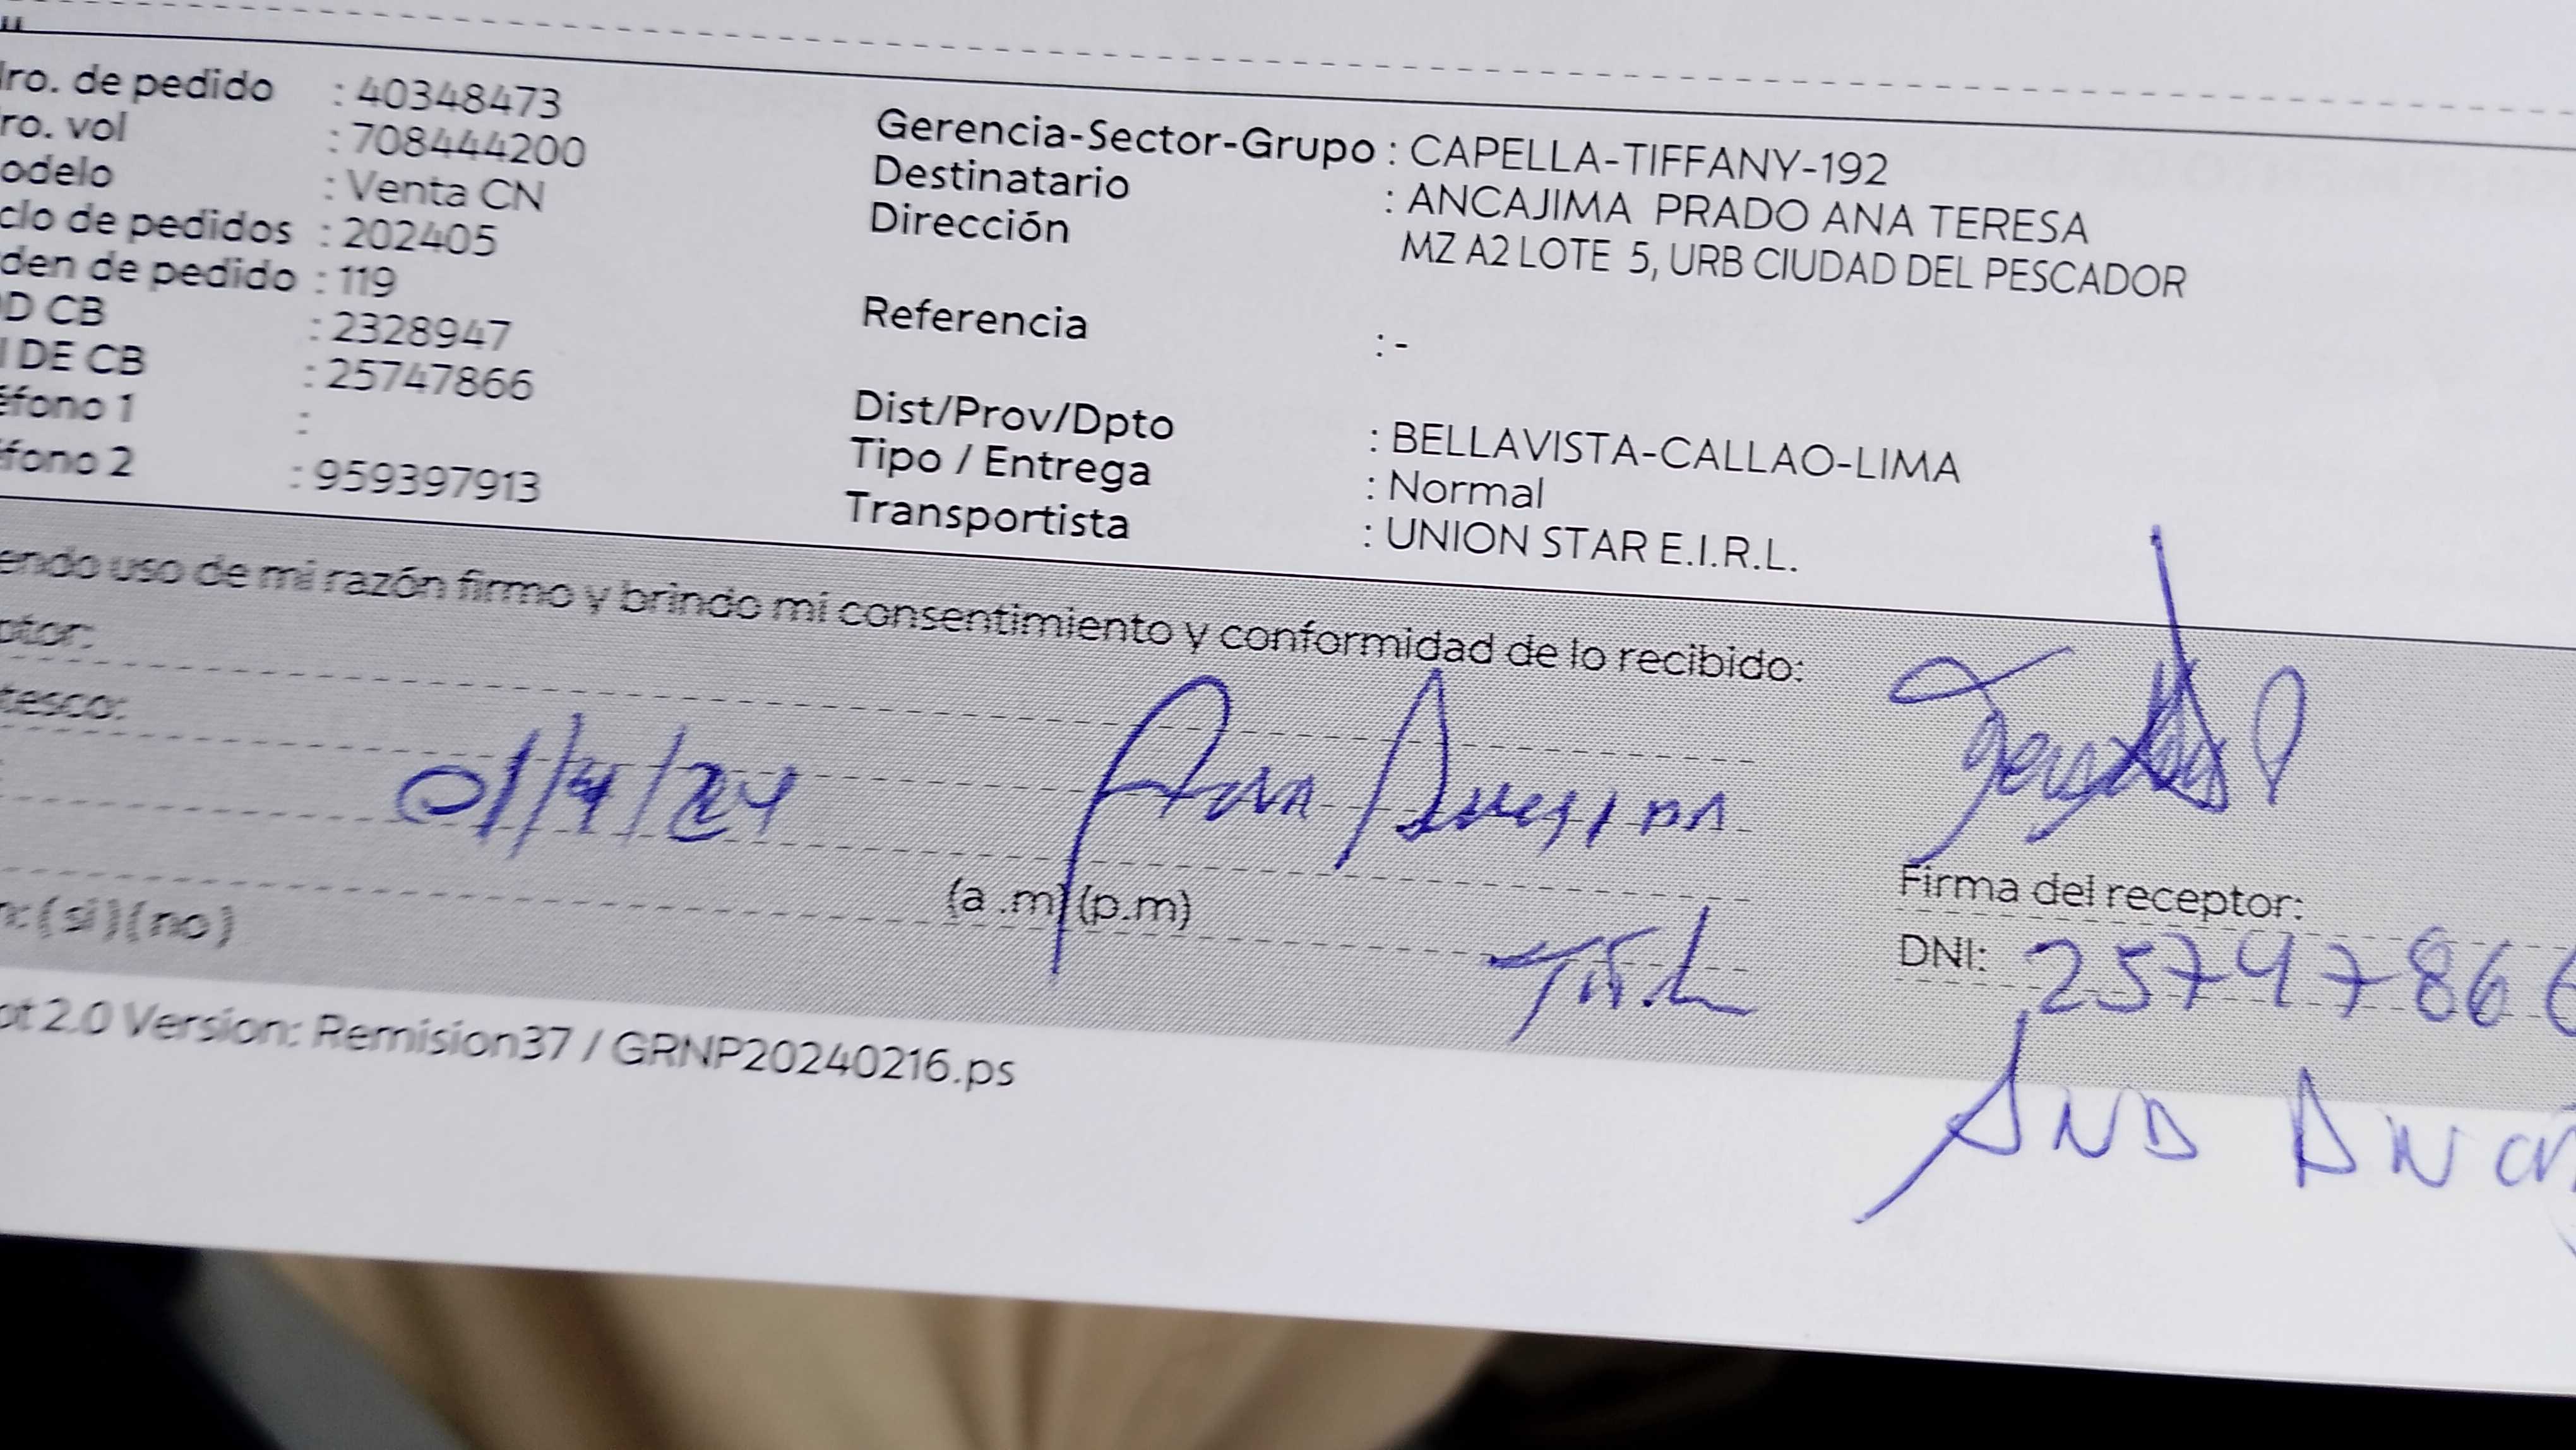 ro. de pedido : 40348473
ro. vol : 708444200
odelo : Venta CN
clo de pedidos : 202405
den de pedido : 119
D CB : 2328947
I DE CB : 25747866
éfono 1 :
fono 2 : 959397913
Gerencia-Sector-Grupo : CAPELLA-TIFFANY-192
Destinatario : ANCAJIMA PRADO ANA TERESA
Dirección MZ A2 LOTE 5, URB CIUDAD DEL PESCADOR
Referencia : -
Dist/Prov/Dpto : BELLAVISTA-CALLAO-LIMA
Tipo / Entrega : Normal
Transportista : UNION STAR E.I.R.L.
endo uso de mi razón firmo y brindo mi consentimiento y conformidad de lo recibido:
ptor:
tesco:
01/4/24
(a .m) (p.m)
Firma del receptor:
n: (si) (no)
DNI: 25747866
ot 2.0 Version: Remision37 / GRNP20240216.ps